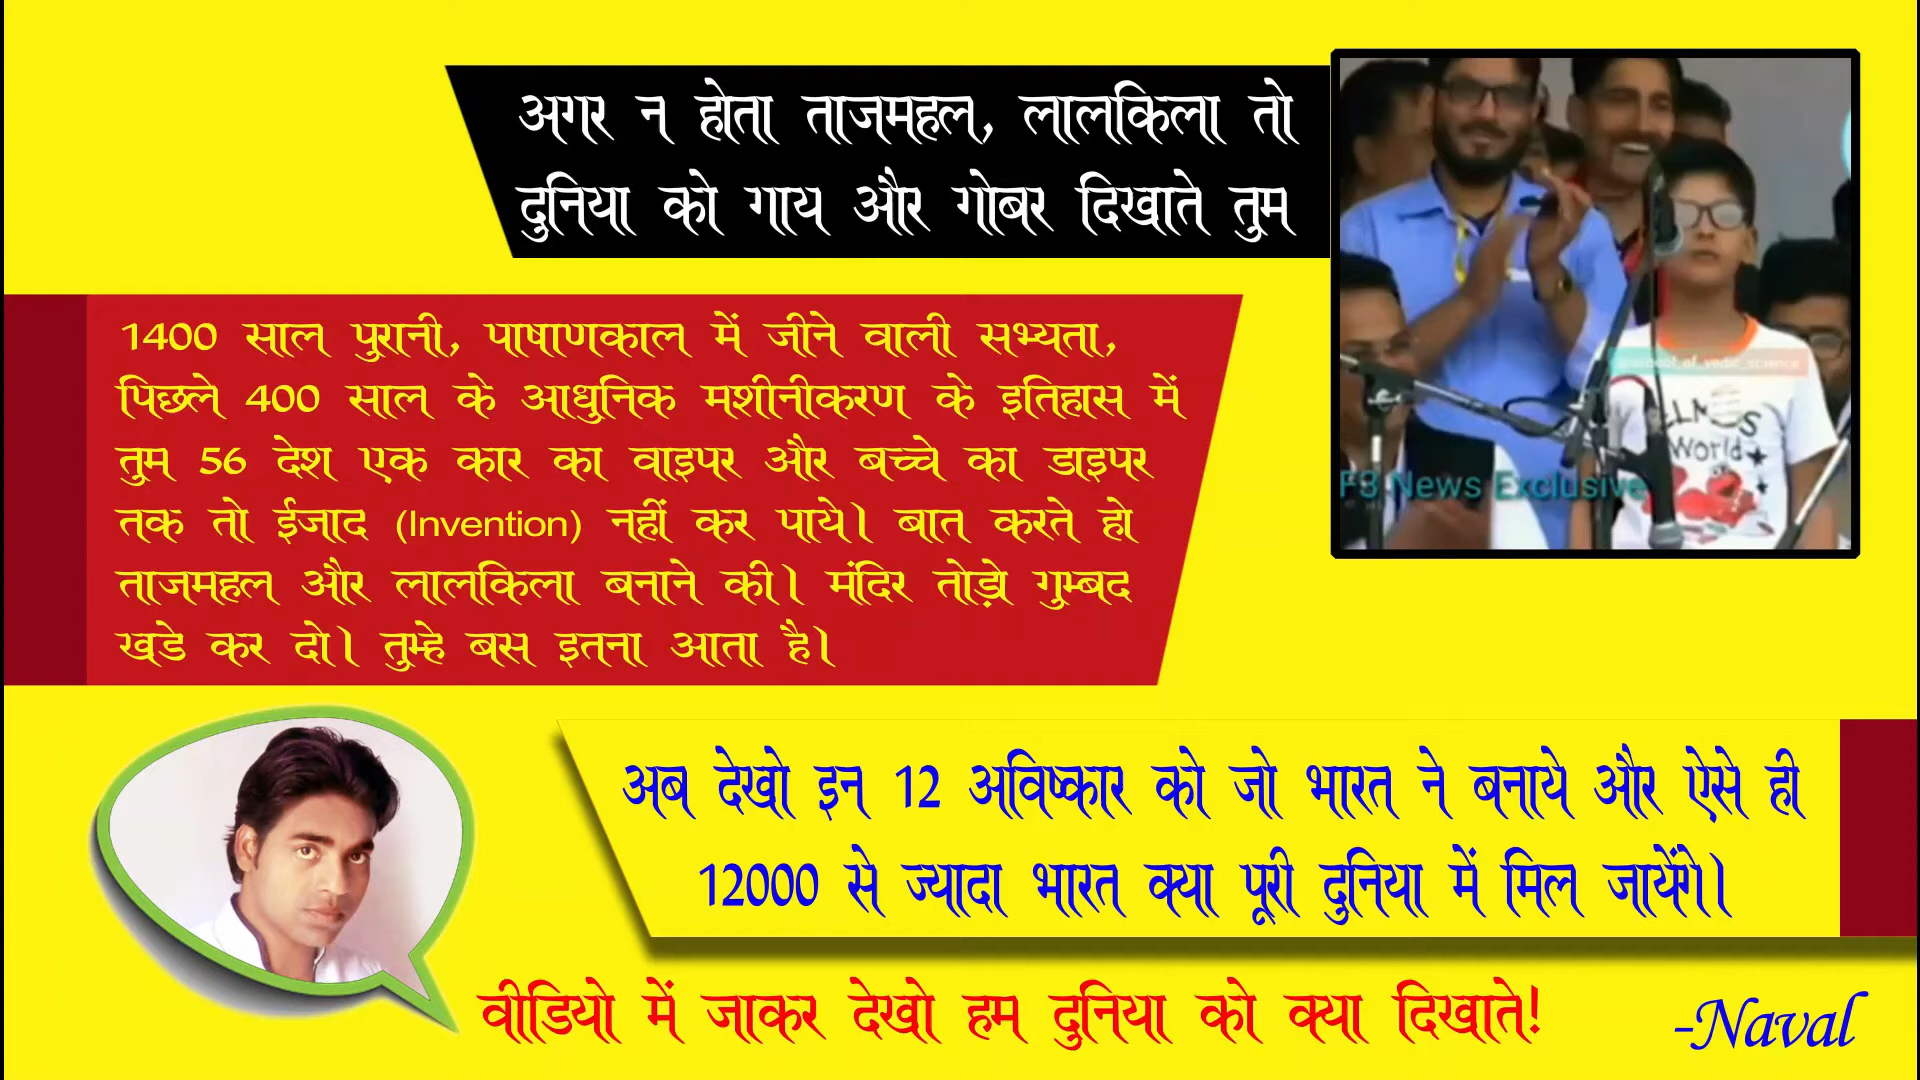 अगर न होता ताजमहल, लालकिला तो
दुनिया को गाय और गोबर दिखाते तुम
1400 साल पुरानी, पाषाणकाल में जीने वाली सभ्यता,
पिछले 400 साल के आधुनिक मशीनीकरण के इतिहास में
तुम 56 देश एक कार का वाइपर और बच्चे का डाइपर
तक तो ईजाद (Invention) नहीं कर पाये। बात करते हो
ताजमहल और लालकिला बनाने की। मंदिर तोड़ो गुम्बद
खडे कर दो। तुम्हे बस इतना आता है।
_of_vedic_science
World
F3 News Exclusive
अब देखो इन 12 अविष्कार को जो भारत ने बनाये और ऐसे ही
12000 से ज्यादा भारत क्या पूरी दुनिया में मिल जायेंगे।
वीडियो में जाकर देखो हम दुनिया को क्या दिखाते!
-Naval